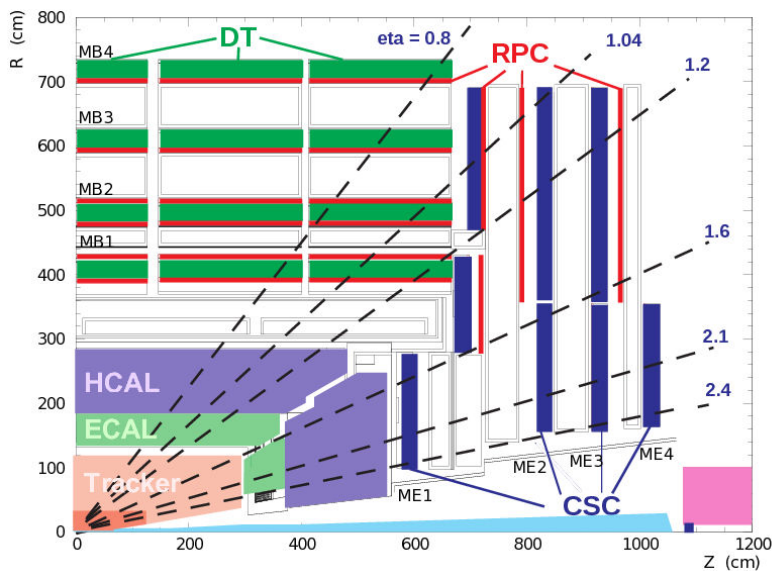 R (cm)
800
700
600
500
400
300
200
100
0
MB4
MB3
MB2
MB1
DT
eta = 0.8
RPC
1.04
1.2
1.6
2.1
2.4
HCAL
ECAL
Tracker
ME1
ME2
ME3
ME4
CSC
0
200
400
600
800
1000
1200
Z (cm)